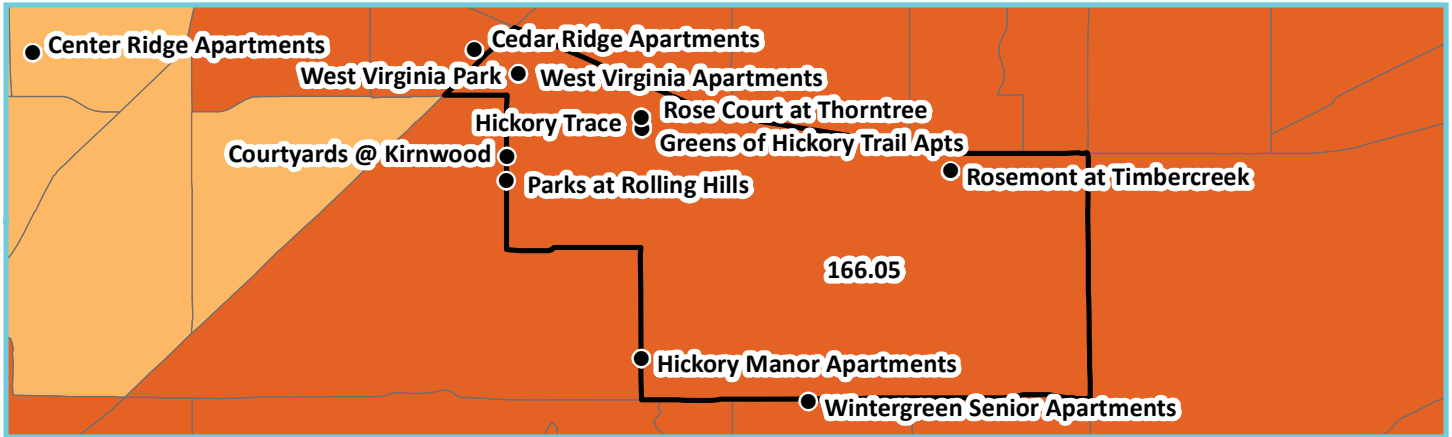 Center Ridge Apartments
Cedar Ridge Apartments
West Virginia Park
West Virginia Apartments
Rose Court at Thorntree
Hickory Trace
Greens of Hickory Trail Apts
Courtyards @ Kirnwood
Rosemont at Timbercreek
Parks at Rolling Hills
166.05
Hickory Manor Apartments
Wintergreen Senior Apartments